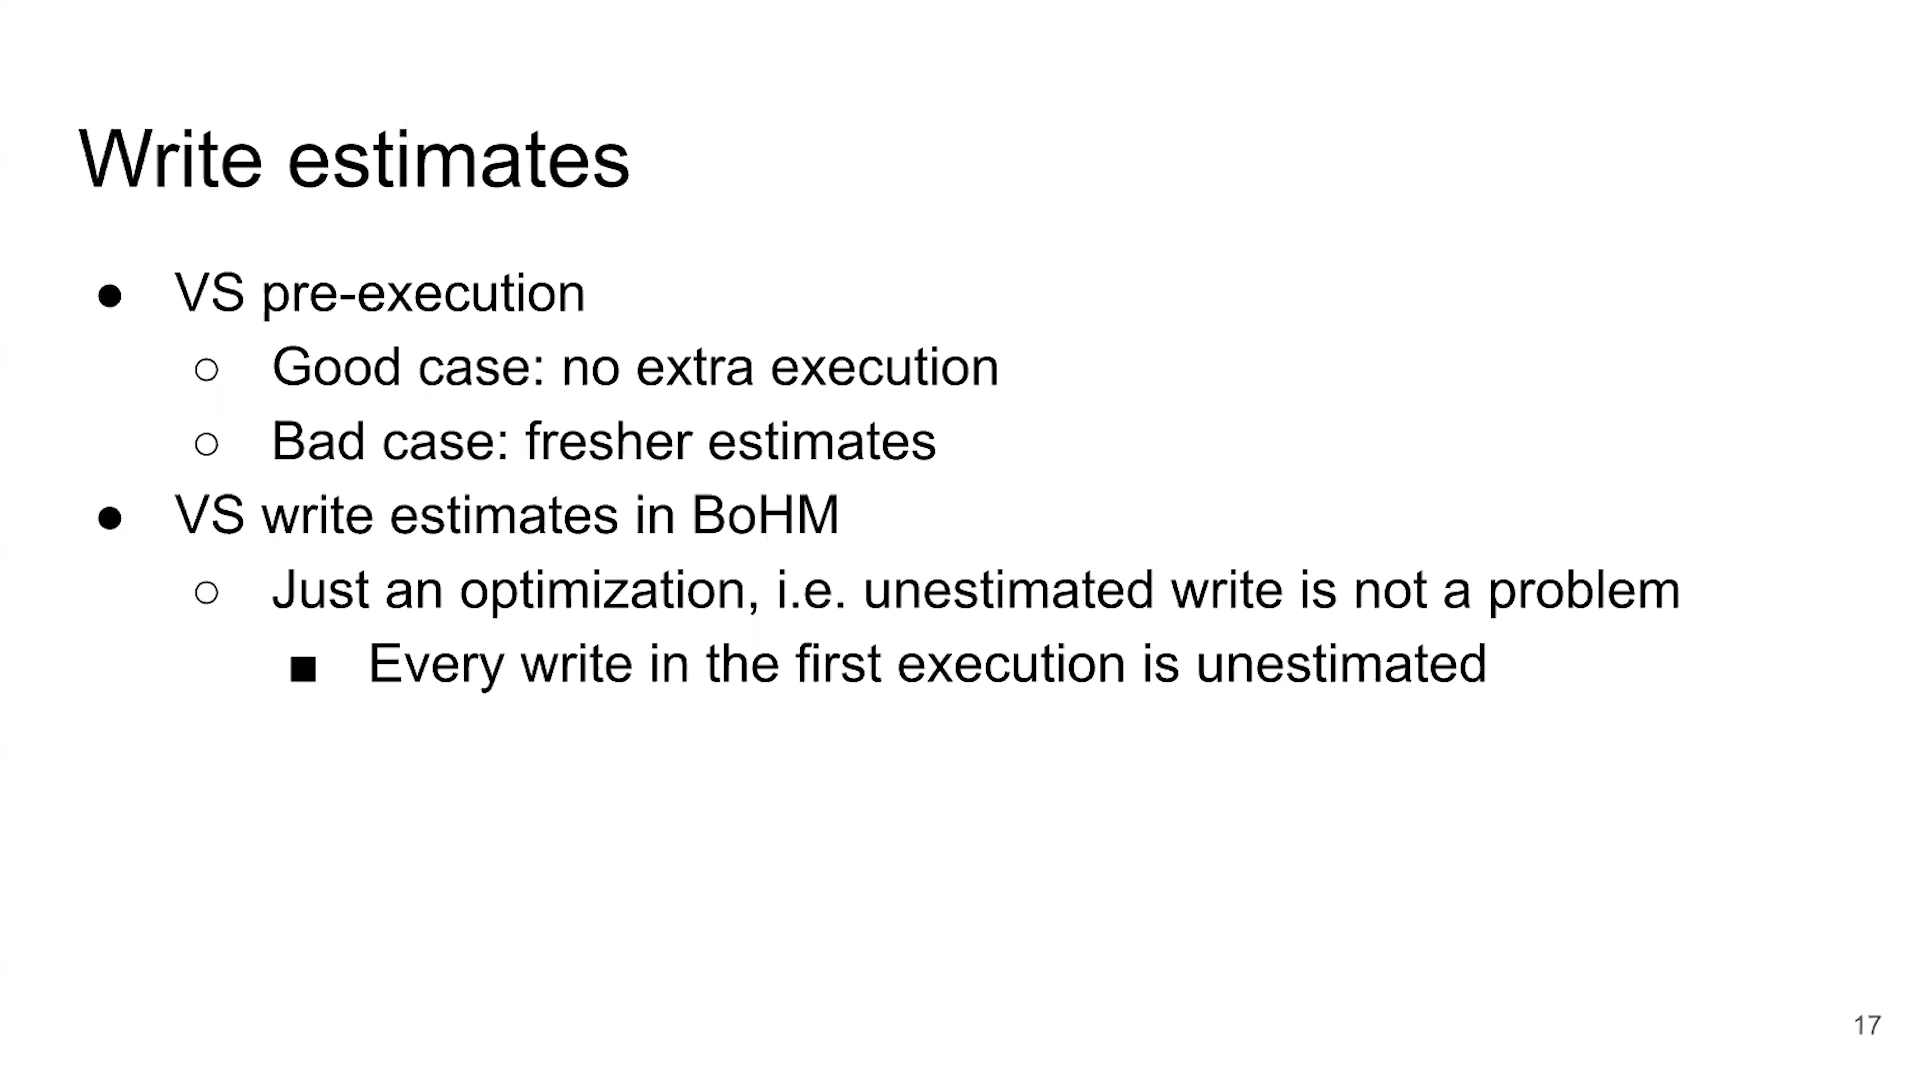 Write estimates
● VS pre-execution
○ Good case: no extra execution
○ Bad case: fresher estimates
● VS write estimates in BoHM
○ Just an optimization, i.e. unestimated write is not a problem
■ Every write in the first execution is unestimated
17